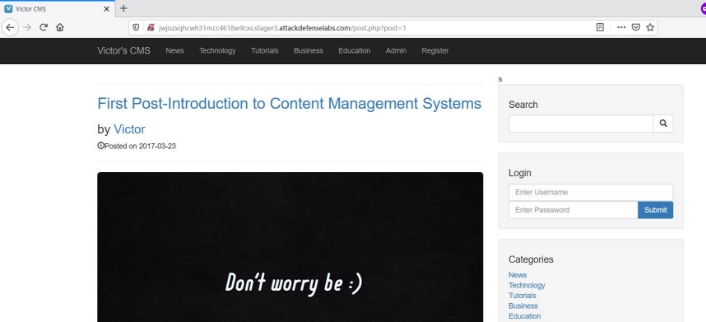 Victor CMS
jwjozxqhcwh31mcc4618w9cxs.stager3.attackdefenselabs.com/post.php?post=1
Victor's CMS News Technology Tutorials Business Education Admin Register
s
First Post-Introduction to Content Management Systems
by Victor
Posted on 2017-03-23
Don't worry be :)
Search
Login
Enter Username
Enter Passsword Submit
Categories
News
Technology
Tutorials
Business
Education